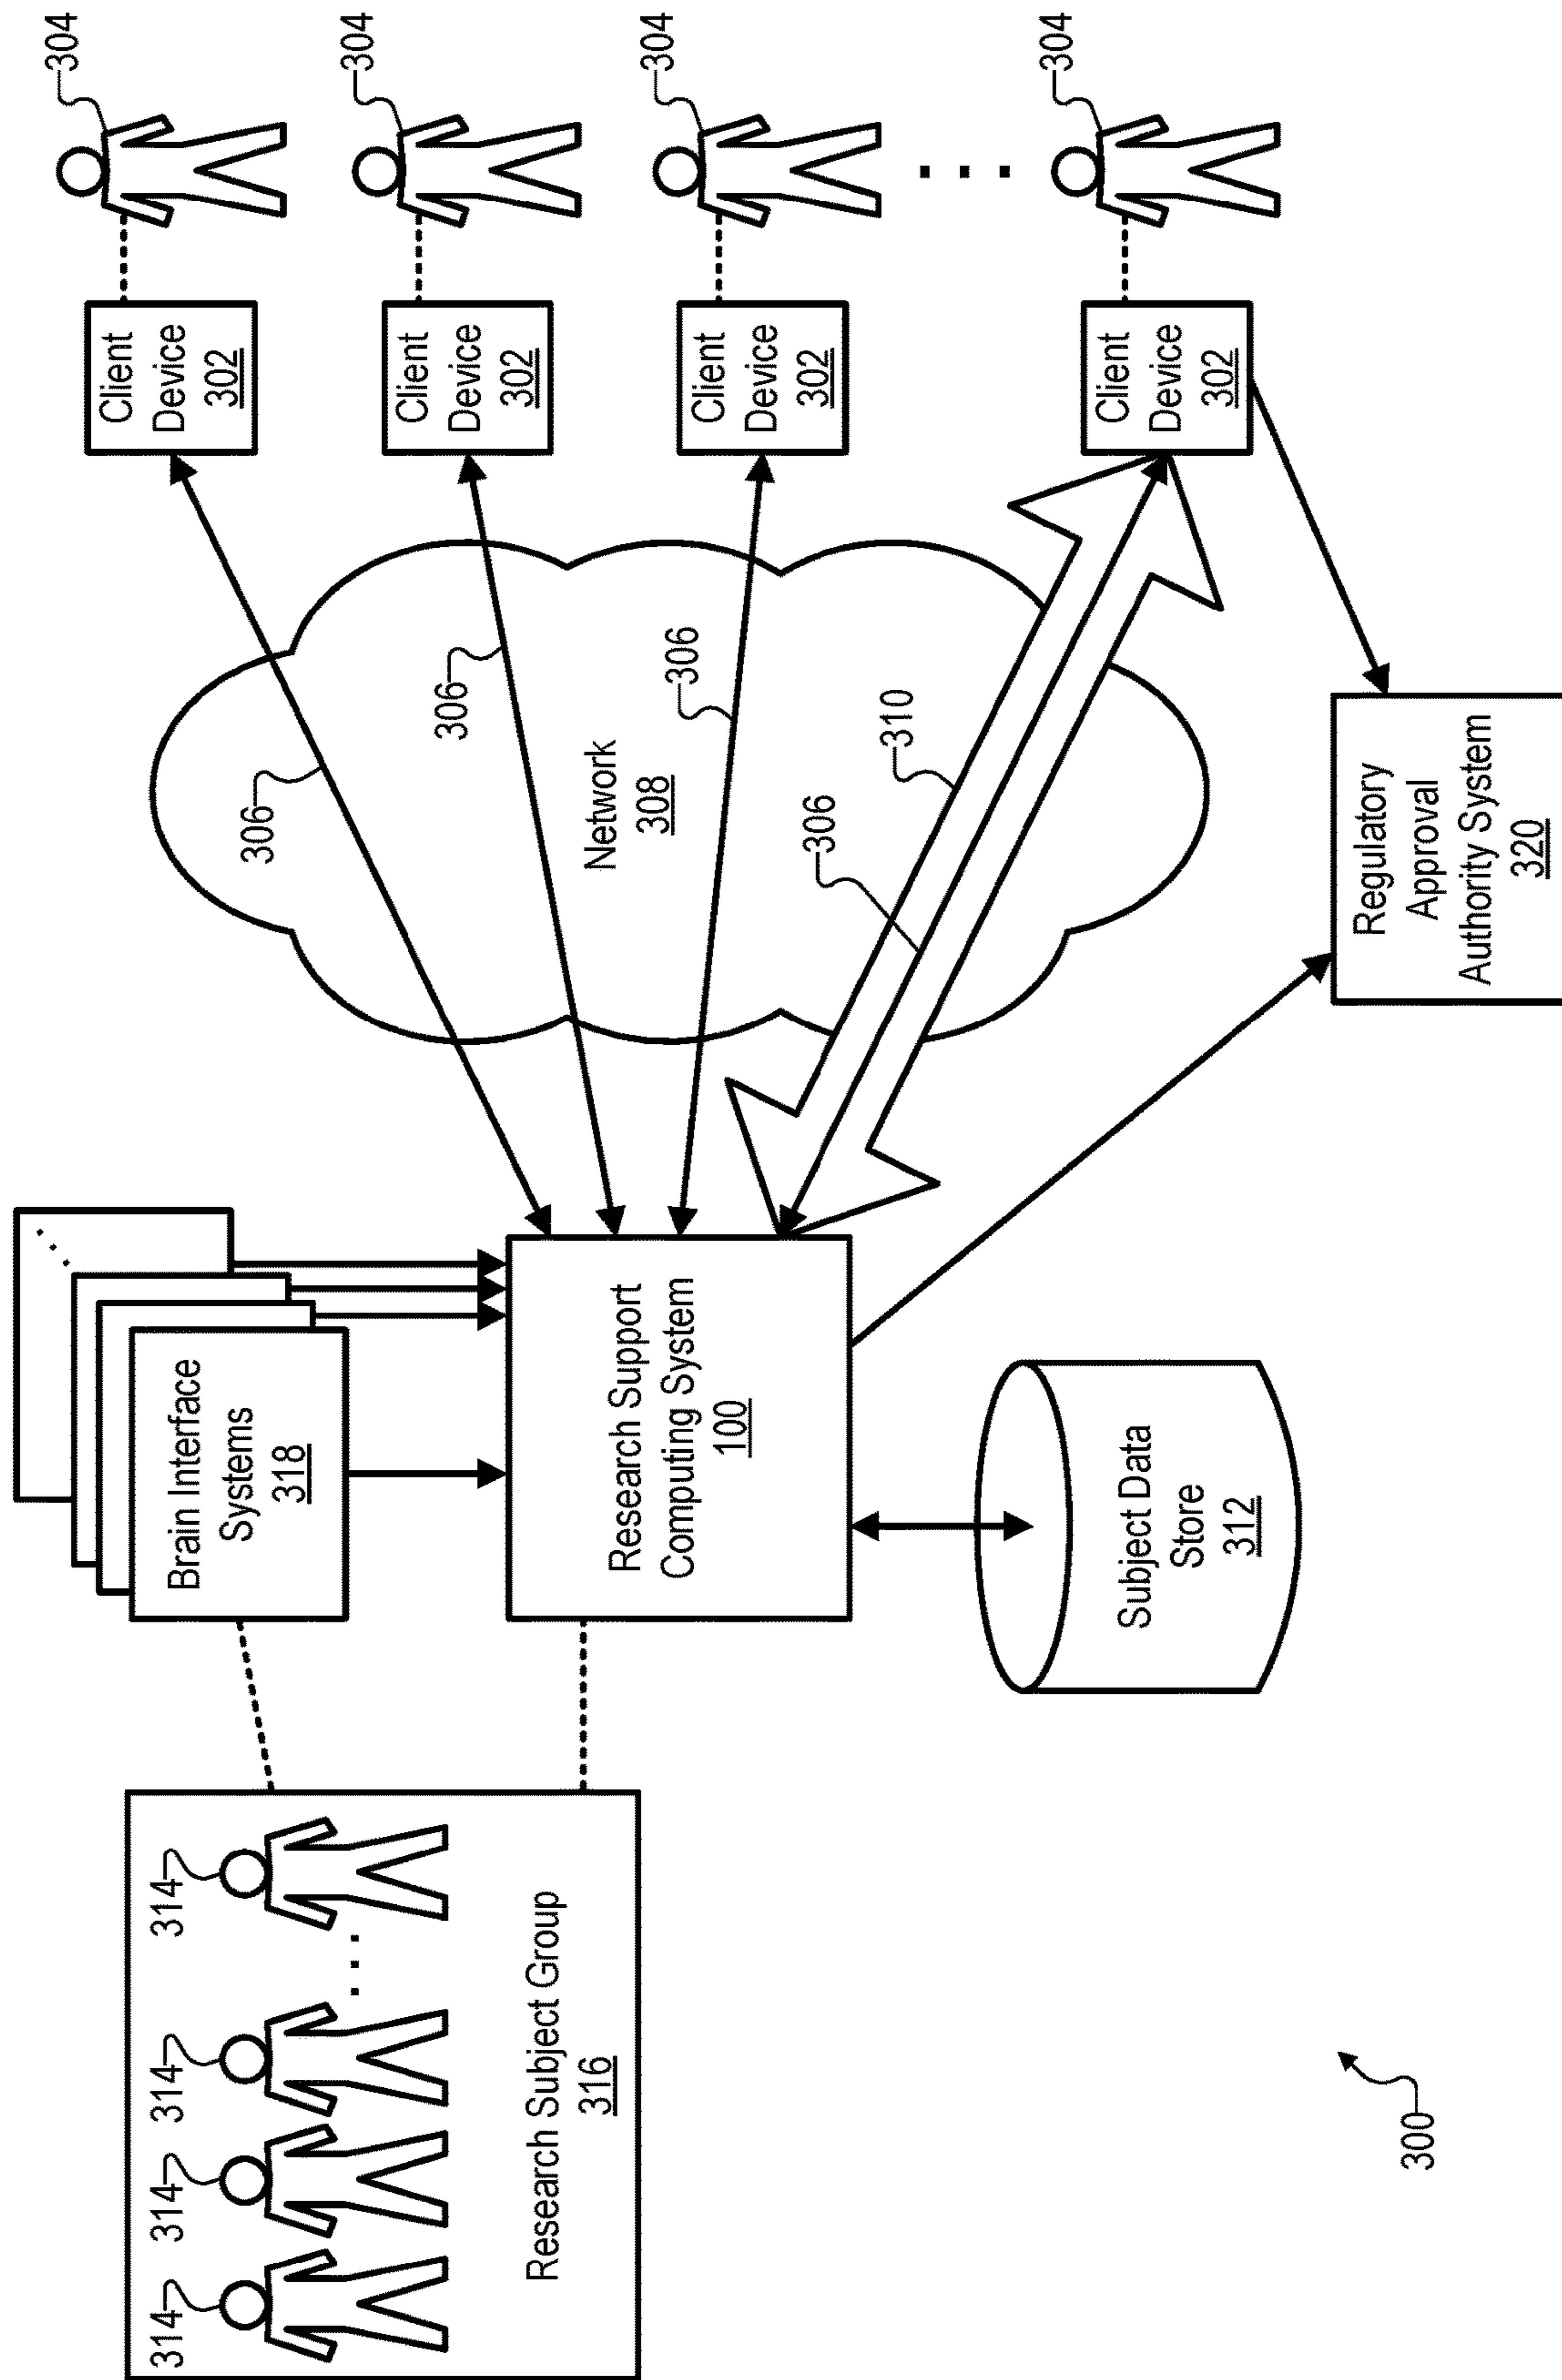 314
314
314
314
Research Subject Group
316
Brain Interface
Systems
318
Research Support
Computing System
100
Subject Data
Store
312
306
306
306
Network
308
310
306
Client
Device
302
Client
Device
302
Client
Device
302
Client
Device
302
304
304
304
304
Regulatory
Approval
Authority System
320
300